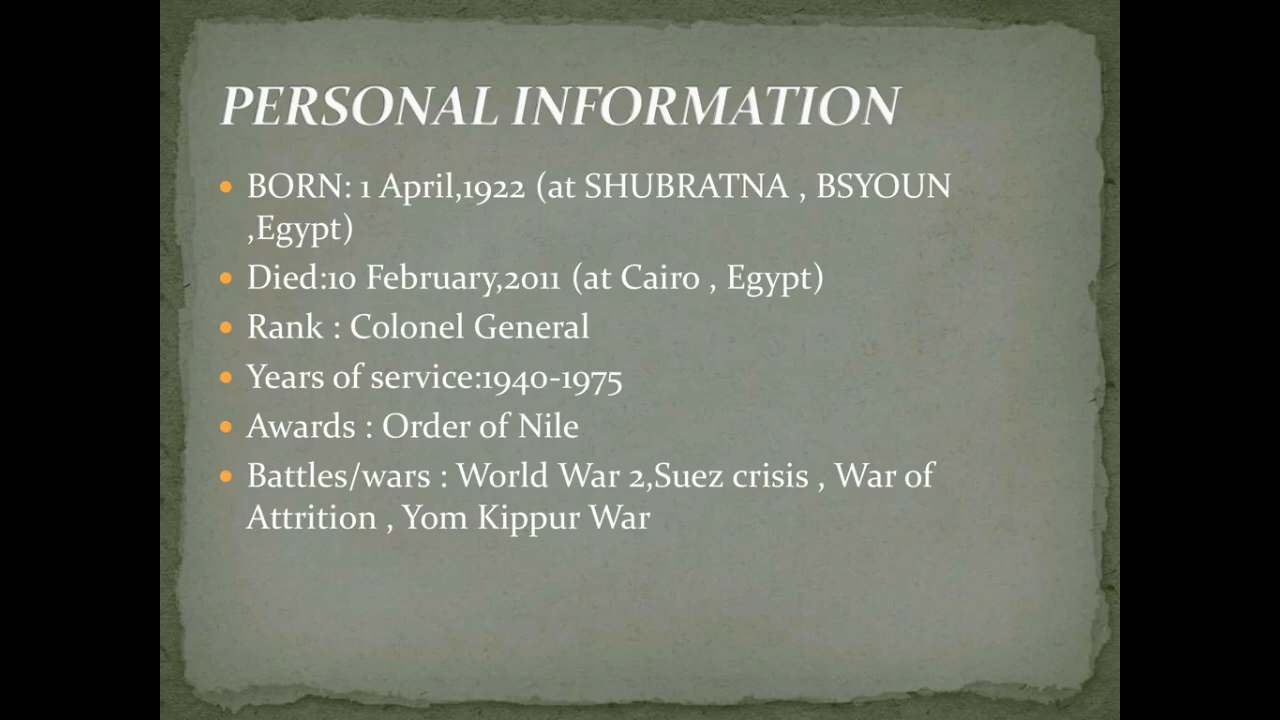 PERSONAL INFORMATION
• BORN: 1 April,1922 (at SHUBRATNA , BSYOUN
,Egypt)
• Died:10 February,2011 (at Cairo , Egypt)
• Rank : Colonel General
• Years of service:1940-1975
• Awards : Order of Nile
• Battles/wars : World War 2,Suez crisis , War of
Attrition , Yom Kippur War